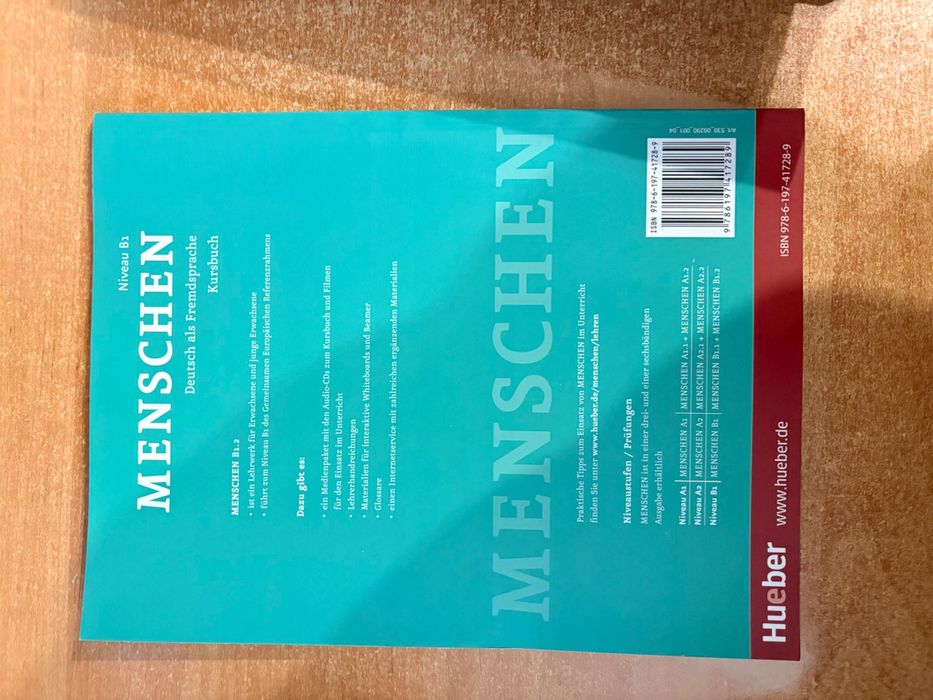 Niveau B1
MENSCHEN
Deutsch als Fremdsprache
Kursbuch
MENSCHEN B1.2
• ist ein Lehrwerk für Erwachsene und junge Erwachsene
• führt zum Niveau B1 des Gemeinsamen Europäischen Referenzrahmens
Dazu gibt es:
• ein Medienpaket mit den Audio-CDs zum Kursbuch und Filmen
für den Einsatz im Unterricht
• Lehrerhandreichungen
• Materialien für interaktive Whiteboards und Beamer
• Glossare
• einen Internetservice mit zahlreichen ergänzenden Materialien
MENSCHEN
Praktische Tipps zum Einsatz von MENSCHEN im Unterricht
finden Sie unter www.hueber.de/menschen/lehren
Niveaustufen / Prüfungen
MENSCHEN ist in einer drei- und einer sechsbändigen
Ausgabe erhältlich
Niveau A1 | MENSCHEN A1 | MENSCHEN A1.1 + MENSCHEN A1.2
Niveau A2 | MENSCHEN A2 | MENSCHEN A2.1 + MENSCHEN A2.2
Niveau B1 | MENSCHEN B1 | MENSCHEN B1.1 + MENSCHEN B1.2
ISBN 978-6-197-41728-9
9 786197 417289
Art. 530_09290_001_04
Hueber www.hueber.de
ISBN 978-6-197-41728-9